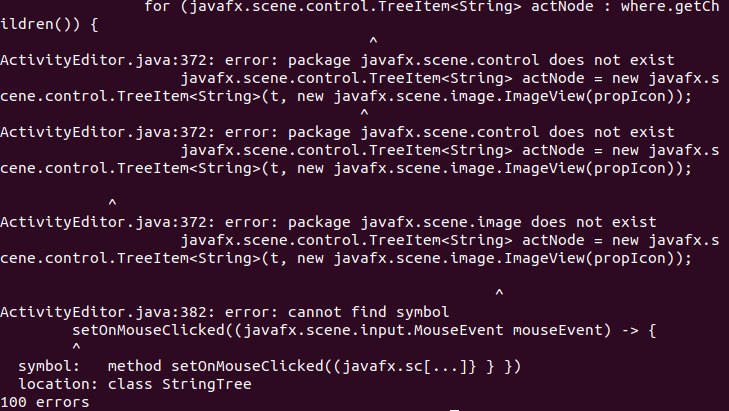 for (javafx.scene.control.TreeItem<String> actNode : where.getCh
ildren()) {
^
ActivityEditor.java:372: error: package javafx.scene.control does not exist
javafx.scene.control.TreeItem<String> actNode = new javafx.s
cene.control.TreeItem<String>(t, new javafx.scene.image.ImageView(propIcon));
^
ActivityEditor.java:372: error: package javafx.scene.control does not exist
javafx.scene.control.TreeItem<String> actNode = new javafx.s
cene.control.TreeItem<String>(t, new javafx.scene.image.ImageView(propIcon));
^
ActivityEditor.java:372: error: package javafx.scene.image does not exist
javafx.scene.control.TreeItem<String> actNode = new javafx.s
cene.control.TreeItem<String>(t, new javafx.scene.image.ImageView(propIcon));
^
ActivityEditor.java:382: error: cannot find symbol
setOnMouseClicked((javafx.scene.input.MouseEvent mouseEvent) -> {
^
symbol:   method setOnMouseClicked((javafx.sc[...]} } })
location: class StringTree
100 errors